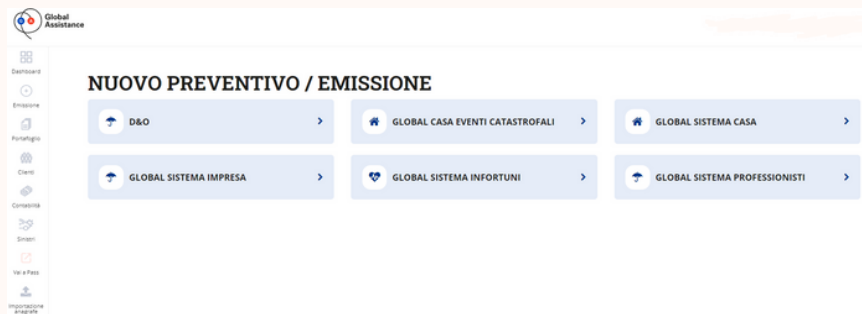 Global
Assistance
Dashboard
Emissione
Portafoglio
Clienti
Contabilità
Sinistri
Vai a Pass
Importazione
anagrafe
NUOVO PREVENTIVO / EMISSIONE
D&O
GLOBAL CASA EVENTI CATASTROFALI
GLOBAL SISTEMA CASA
GLOBAL SISTEMA IMPRESA
GLOBAL SISTEMA INFORTUNI
GLOBAL SISTEMA PROFESSIONISTI